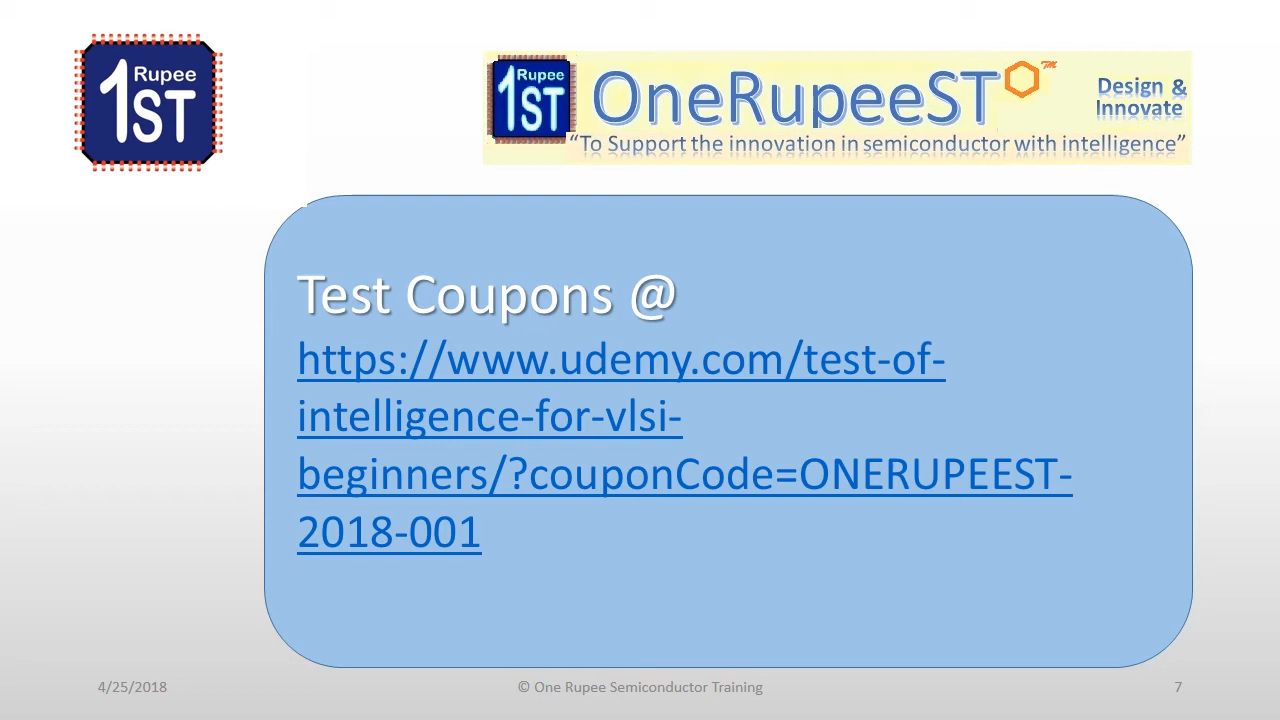 1 Rupee
ST
1 Rupee
ST
OneRupeeST ™
Design &
Innovate
“To Support the innovation in semiconductor with intelligence”
Test Coupons @
https://www.udemy.com/test-of-
intelligence-for-vlsi-
beginners/?couponCode=ONERUPEEST-
2018-001
4/25/2018
© One Rupee Semiconductor Training
7